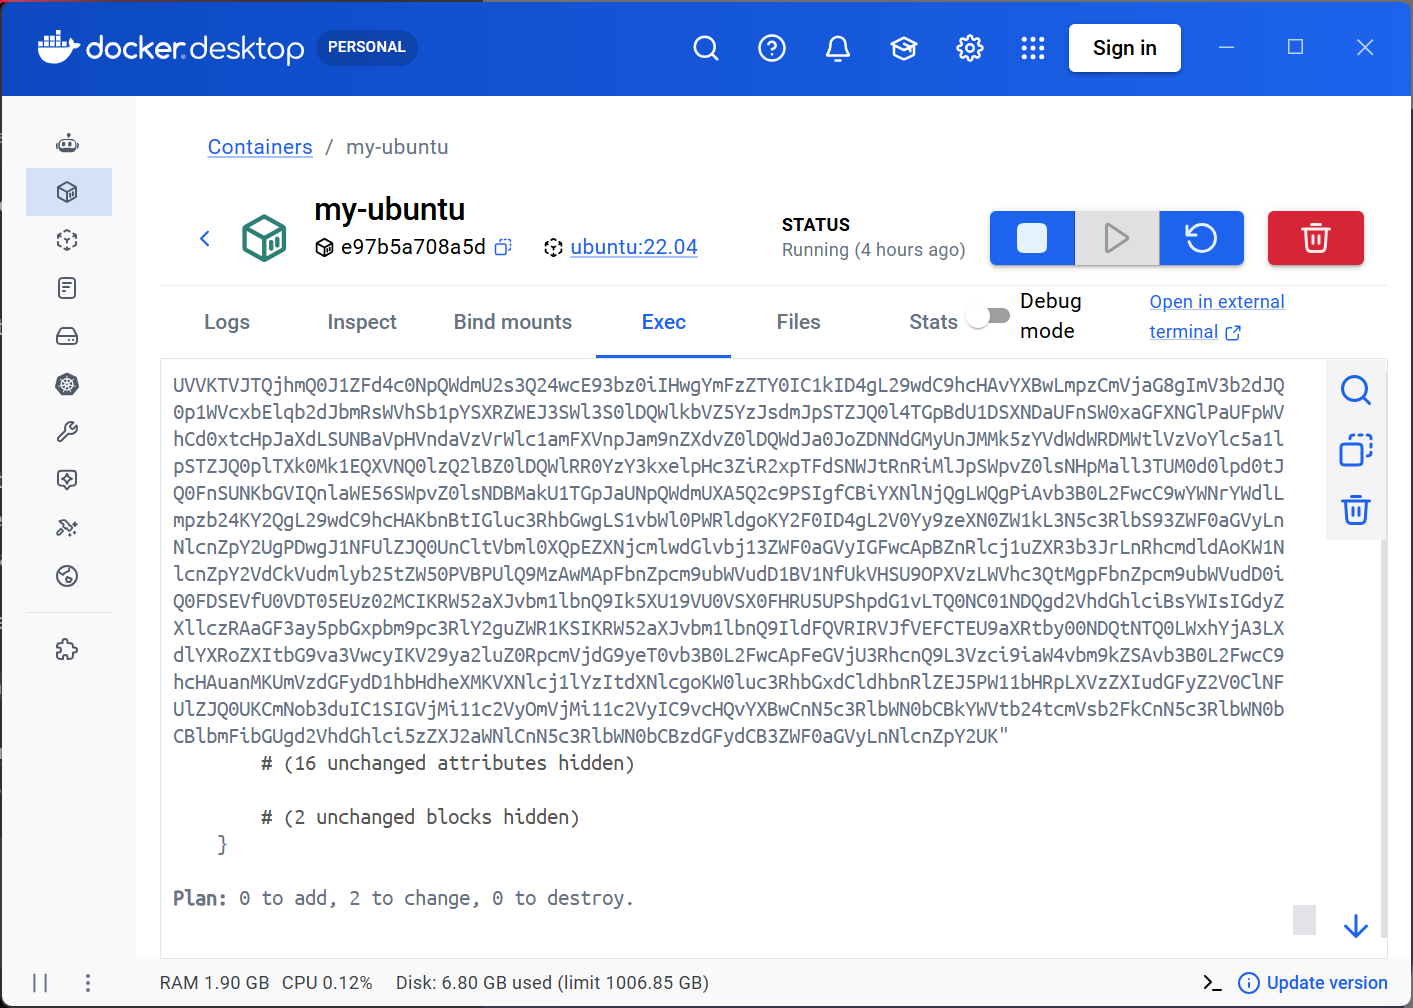 docker desktop PERSONAL Sign in
Containers / my-ubuntu
my-ubuntu
e97b5a708a5d ubuntu:22.04
STATUS
Running (4 hours ago)
Logs Inspect Bind mounts Exec Files Stats
Debug mode
Open in external terminal
UVVKTVJTQjhmQ0J1ZFd4c0NpQWdmU2s3Q24wcE93bz0iIHwgYmFzZTY0IC1kID4gL29wdC9hcHAvYXBwLmpzCmVjaG8gImV3b2dJQ
0p1WVcxbElqb2dJbmRsWVhSb1pYSXRZWEJ3SWl3S0lDQWlkbVZ5YzJsdmJpSTZJQ0l4TGpBdU1DSXNDaUFnSW0xaGFXNGlPaUFpWV
hCd0xtcHpJaXdLSUNBaVpHVndaVzVrWlc1amFXVnpJam9nZXdvZ0lDQWdJa0JoZDNNdGMyUnJMMk5zYVdWdWRDMWtlVzVoYlc5a1l
pSTZJQ0plTXk0Mk1EQXVNQ0lzQ2lBZ0lDQWlRR0YzY3kxelpHc3ZiR2xpTFdSNWJtRnRiMlJpSWpvZ0lsNHpMall3TUM0d0lpd0tJ
Q0FnSUNKbGVIQnlaWE56SWpvZ0lsNDBMakU1TGpJaUNpQWdmUXA5Q2c9PSIgfCBiYXNlNjQgLWQgPiAvb3B0L2FwcC9wYWNrYWdlL
mpzb24KY2QgL29wdC9hcHAKbnBtIGluc3RhbGwgLS1vbWl0PWRldgoKY2F0ID4gL2V0Yy9zeXN0ZW1kL3N5c3RlbS93ZWF0aGVyLn
NlcnZpY2UgPDwgJ1NFUlZJQ0UnCltVbml0XQpEZXNjcmlwdGlvbj13ZWF0aGVyIGFwcApBZnRlcj1uZXR3b3JrLnRhcmdldAoKW1N
lcnZpY2VdCkVudmlyb25tZW50PVBPUlQ9MzAwMApFbnZpcm9ubWVudD1BV1NfUkVHSU9OPXVzLWVhc3QtMgpFbnZpcm9ubWVudD0i
Q0FDSEVfU0VDT05EUz02MCIKRW52aXJvbm1lbnQ9Ik5XU19VU0VSX0FHRU5UPShpdG1vLTQ0NC01NDQgd2VhdGhlciBsYWIsIGdyZ
XllczRAaGF3ay5pbGxpbm9pc3RlY2guZWR1KSIKRW52aXJvbm1lbnQ9IldFQVRIRVJfVEFCTEU9aXRtby00NDQtNTQ0LWxhYjA3LX
dlYXRoZXItbG9va3VwcyIKV29ya2luZ0RpcmVjdG9yeT0vb3B0L2FwcApFeGVjU3RhcnQ9L3Vzci9iaW4vbm9kZSAvb3B0L2FwcC9
hcHAuanMKUmVzdGFydD1hbHdheXMKVXNlcj1lYzItdXNlcgoKW0luc3RhbGxdCldhbnRlZEJ5PW11bHRpLXVzZXIudGFyZ2V0ClNF
UlZJQ0UKCmNob3duIC1SIGVjMi11c2VyOmVjMi11c2VyIC9vcHQvYXBwCnN5c3RlbWN0bCBkYWVtb24tcmVsb2FkCnN5c3RlbWN0b
CBlbmFibGUgd2VhdGhlci5zZXJ2aWNlCnN5c3RlbWN0bCBzdGFydCB3ZWF0aGVyLnNlcnZpY2UK"
# (16 unchanged attributes hidden)
# (2 unchanged blocks hidden)
}
Plan: 0 to add, 2 to change, 0 to destroy.
RAM 1.90 GB CPU 0.12% Disk: 6.80 GB used (limit 1006.85 GB) Update version